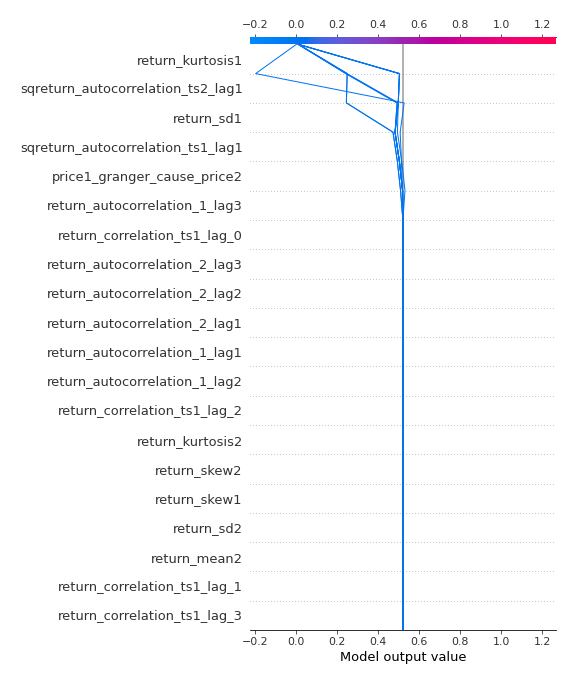 −0.2 0.0 0.2 0.4 0.6 0.8 1.0 1.2
return_kurtosis1
sqreturn_autocorrelation_ts2_lag1
return_sd1
sqreturn_autocorrelation_ts1_lag1
price1_granger_cause_price2
return_autocorrelation_1_lag3
return_correlation_ts1_lag_0
return_autocorrelation_2_lag3
return_autocorrelation_2_lag2
return_autocorrelation_2_lag1
return_autocorrelation_1_lag1
return_autocorrelation_1_lag2
return_correlation_ts1_lag_2
return_kurtosis2
return_skew2
return_skew1
return_sd2
return_mean2
return_correlation_ts1_lag_1
return_correlation_ts1_lag_3
−0.2 0.0 0.2 0.4 0.6 0.8 1.0 1.2
Model output value